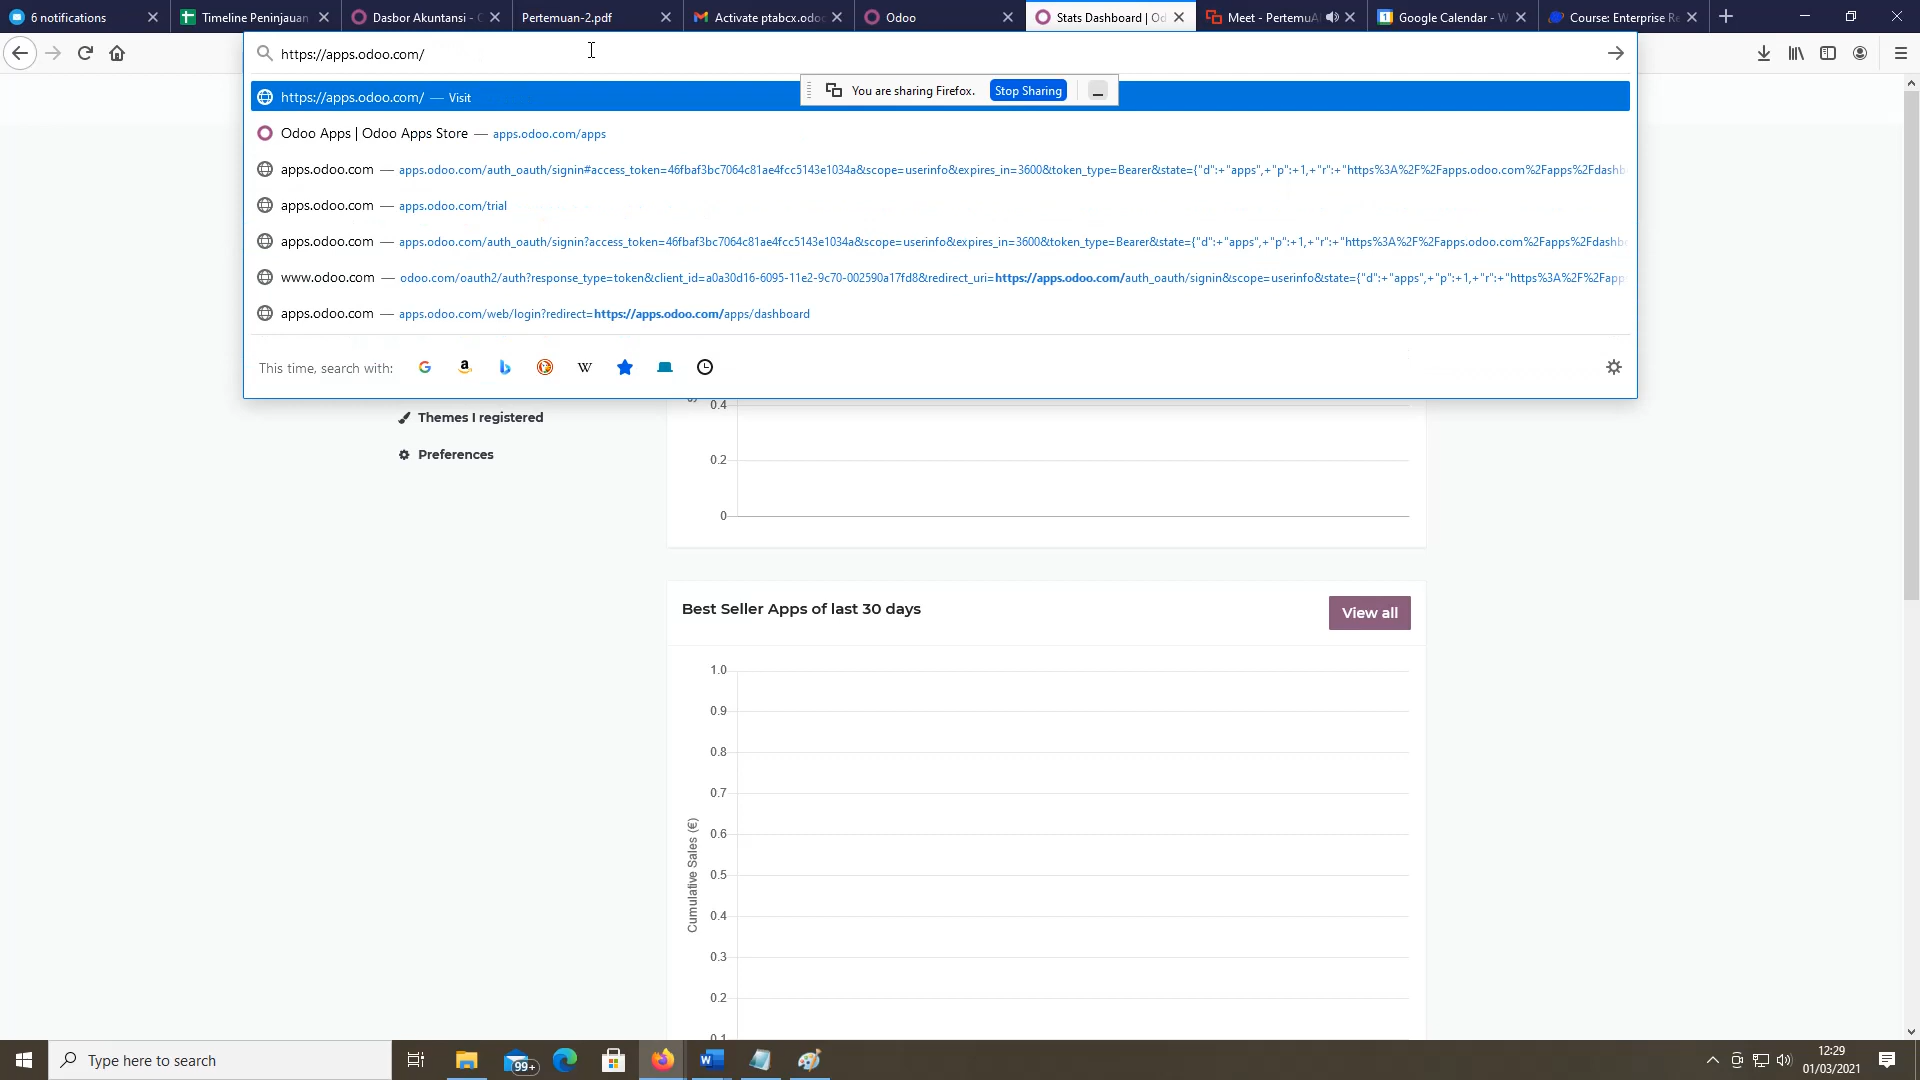 6 notifications
Timeline Peninjauan
Dasbor Akuntansi -
Pertemuan-2.pdf
Activate ptabcx.odoo
Odoo
Stats Dashboard | Od
Meet - Pertemu
Google Calendar - W
Course: Enterprise Re
https://apps.odoo.com/
https://apps.odoo.com/ — Visit
You are sharing Firefox.
Stop Sharing
Odoo Apps | Odoo Apps Store — apps.odoo.com/apps
apps.odoo.com — apps.odoo.com/auth_oauth/signin#access_token=46fbaf3bc7064c81ae4fcc5143e1034a&scope=userinfo&expires_in=3600&token_type=Bearer&state={"d":+"apps",+"p":+1,+"r":+"https%3A%2F%2Fapps.odoo.com%2Fapps%2Fdashb
apps.odoo.com — apps.odoo.com/trial
apps.odoo.com — apps.odoo.com/auth_oauth/signin?access_token=46fbaf3bc7064c81ae4fcc5143e1034a&scope=userinfo&expires_in=3600&token_type=Bearer&state={"d":+"apps",+"p":+1,+"r":+"https%3A%2F%2Fapps.odoo.com%2Fapps%2Fdashb
www.odoo.com — odoo.com/oauth2/auth?response_type=token&client_id=a0a30d16-6095-11e2-9c70-002590a17fd8&redirect_uri=https://apps.odoo.com/auth_oauth/signin&scope=userinfo&state={"d":+"apps",+"p":+1,+"r":+"https%3A%2F%2Fapp
apps.odoo.com — apps.odoo.com/web/login?redirect=https://apps.odoo.com/apps/dashboard
This time, search with:
Themes I registered
Preferences
0.4
0.2
0
Best Seller Apps of last 30 days
View all
1.0
0.9
0.8
0.7
0.6
0.5
0.4
0.3
0.2
0.1
Cumulative Sales (€)
Type here to search
99+
12:29
01/03/2021